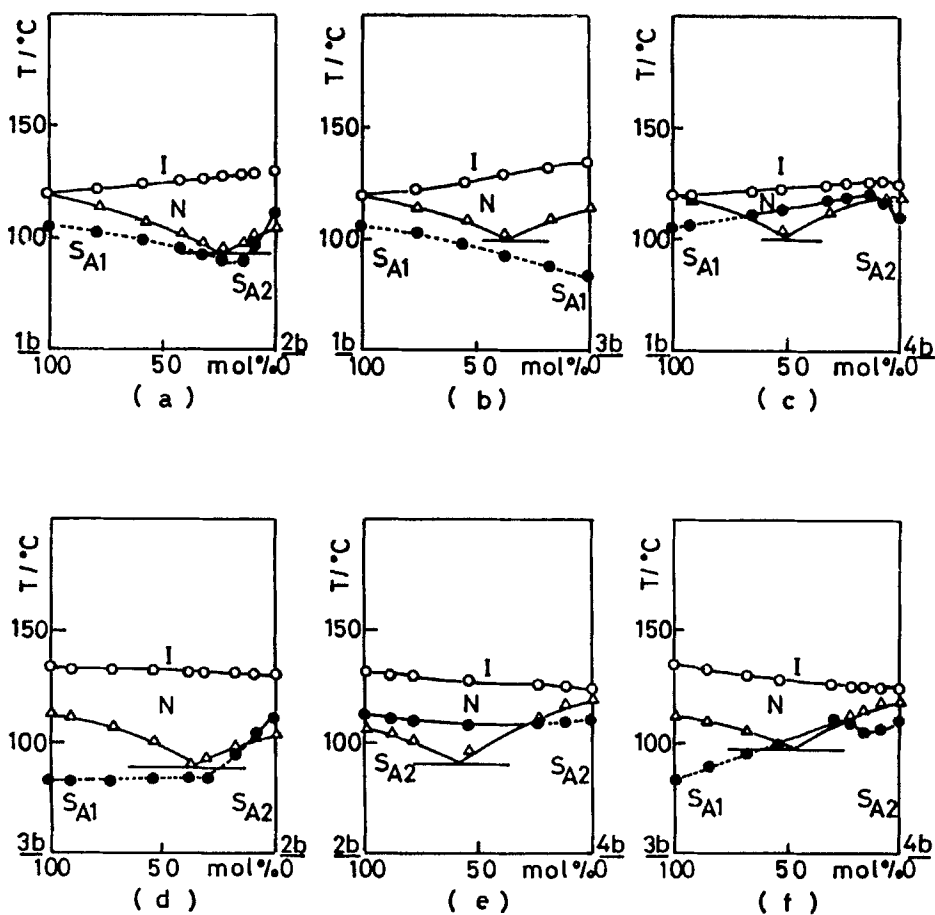 T/°C
150
100
I
N
SA1
SA2
1b 2b
100 50 mol% 0
( a )
T/°C
150
100
I
N
SA1
SA1
1b 3b
100 50 mol% 0
( b )
T/°C
150
100
I
N
SA1
SA2
1b 4b
100 50 mol% 0
( c )
T/°C
150
100
I
N
SA1
SA2
3b 2b
100 50 mol% 0
( d )
T/°C
150
100
I
N
SA2
SA2
2b 4b
100 50 mol% 0
( e )
T/°C
150
100
I
N
SA1
SA2
3b 4b
100 50 mol% 0
( f )